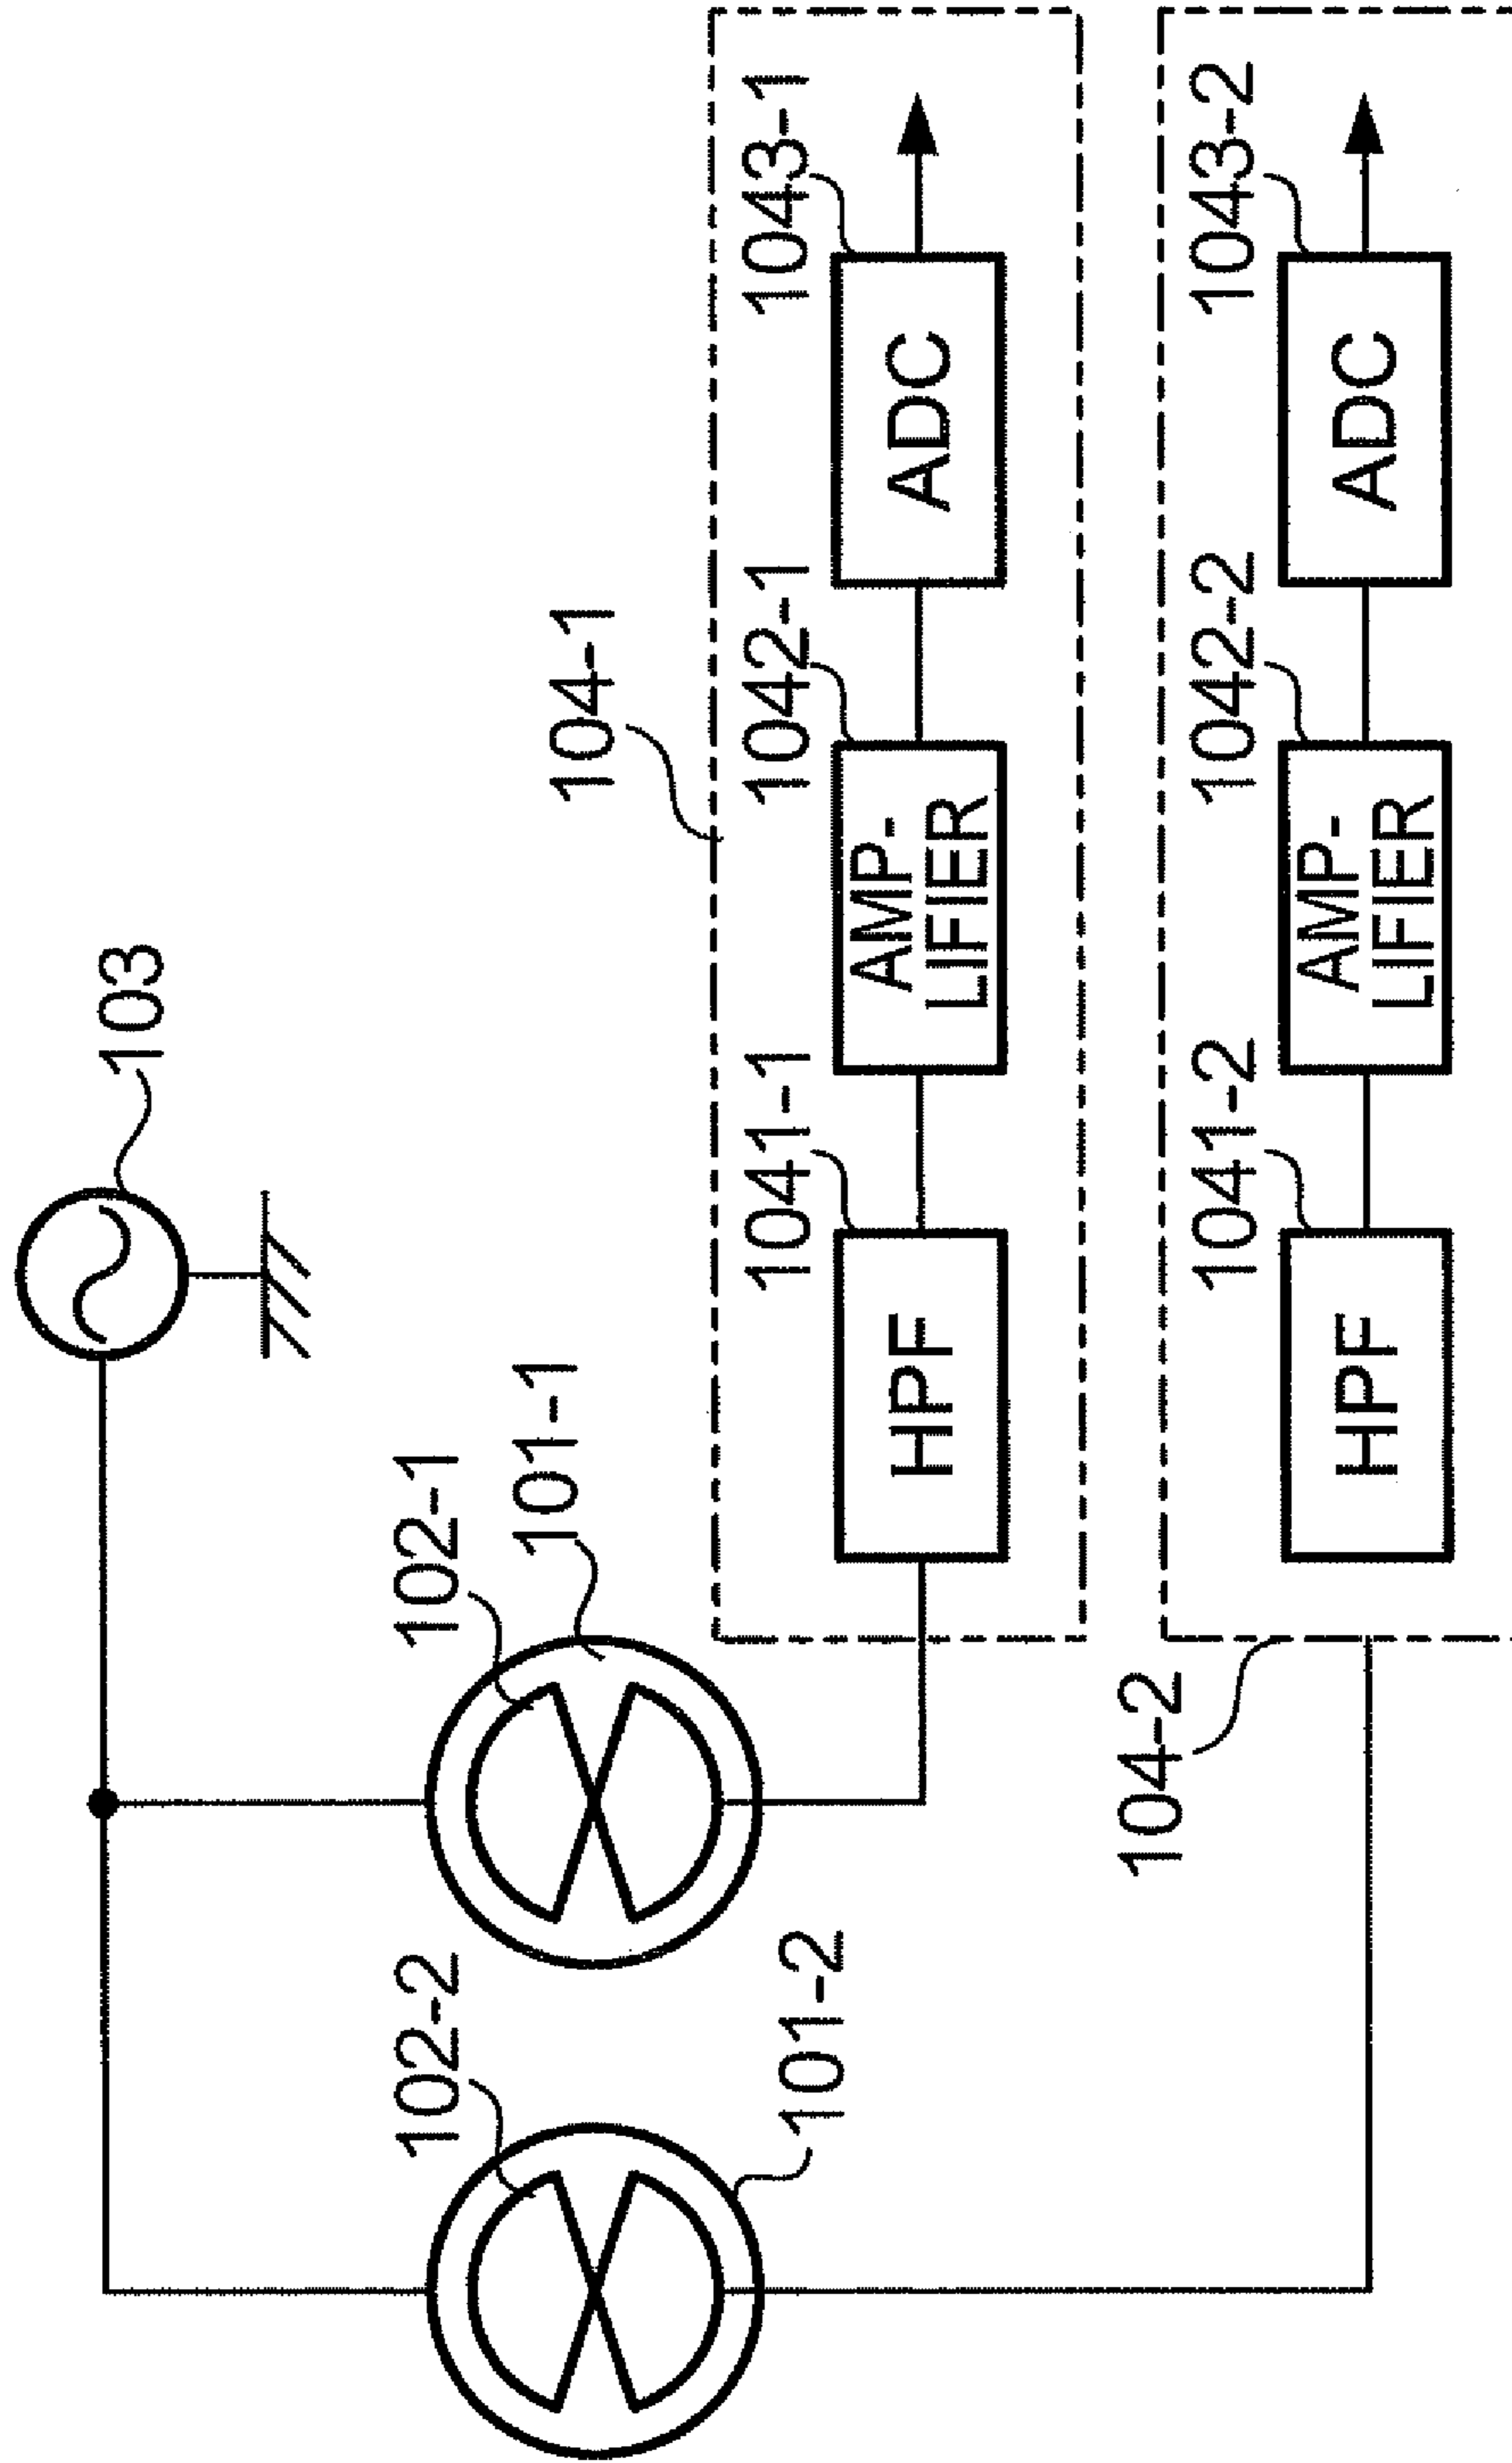 103
102-1
101-1
102-2
101-2
104-1
1041-1
1042-1
1043-1
HPF
AMP-
LIFIER
ADC
104-2
1041-2
1042-2
1043-2
HPF
AMP-
LIFIER
ADC